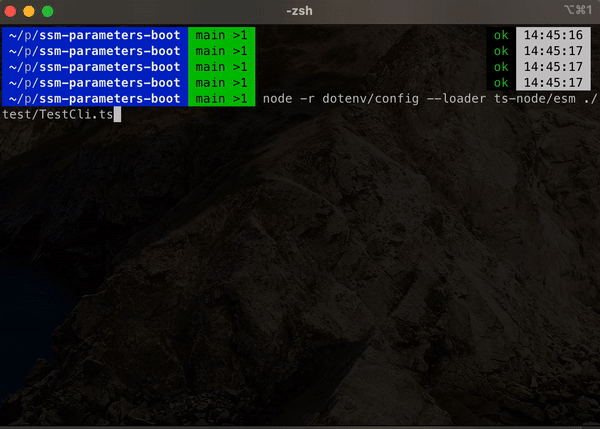 -zsh
⌥⌘1
~/p/ssm-parameters-boot main >1 ok 14:45:16
~/p/ssm-parameters-boot main >1 ok 14:45:17
~/p/ssm-parameters-boot main >1 ok 14:45:17
~/p/ssm-parameters-boot main >1 ok 14:45:17
~/p/ssm-parameters-boot main >1 node -r dotenv/config --loader ts-node/esm ./
test/TestCli.ts